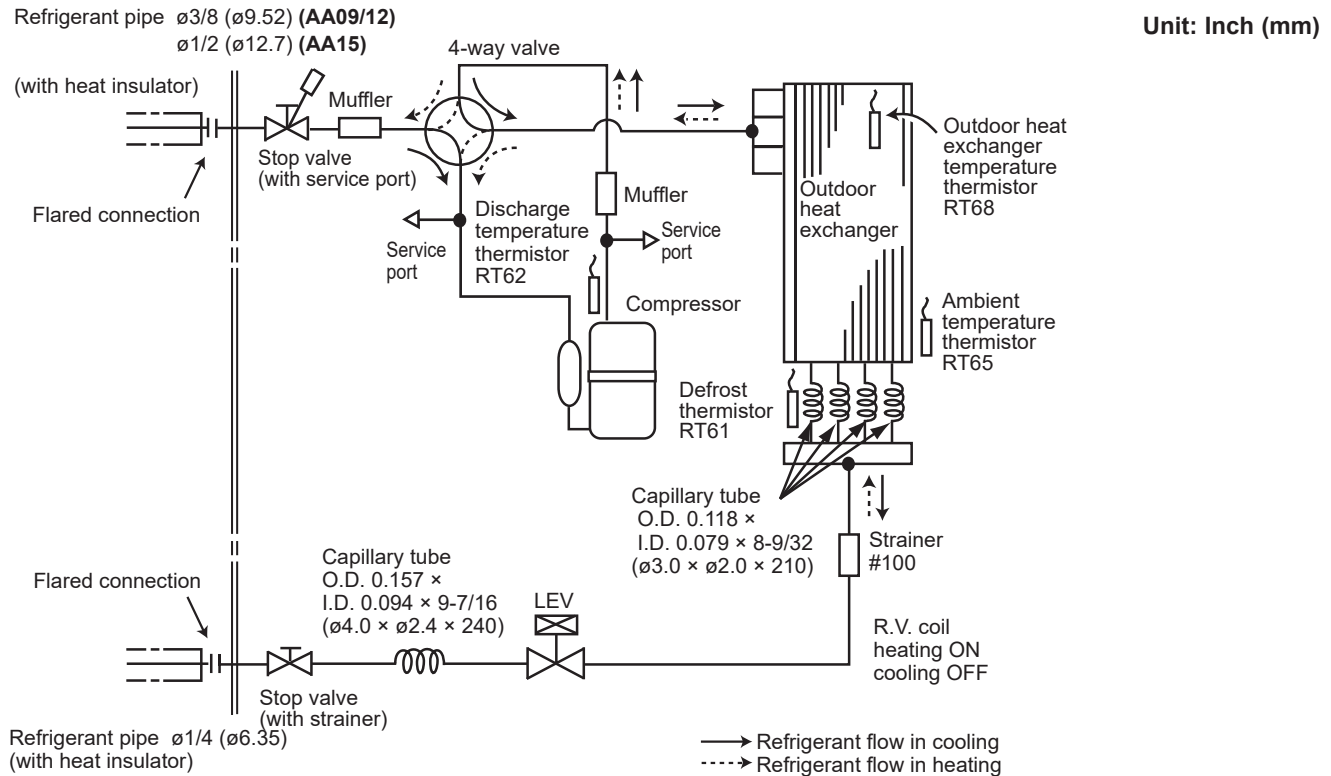 Refrigerant pipe ø3/8 (ø9.52) (AA09/12)
ø1/2 (ø12.7) (AA15)
(with heat insulator)
Unit: Inch (mm)
4-way valve
Muffler
Stop valve
(with service port)
Flared connection
Service
port
Discharge
temperature
thermistor
RT62
Muffler
Service
port
Compressor
Outdoor
heat
exchanger
Outdoor heat
exchanger
temperature
thermistor
RT68
Ambient
temperature
thermistor
RT65
Defrost
thermistor
RT61
Capillary tube
O.D. 0.118 ×
I.D. 0.079 × 8-9/32
(ø3.0 × ø2.0 × 210)
Strainer
#100
Flared connection
Capillary tube
O.D. 0.157 ×
I.D. 0.094 × 9-7/16
(ø4.0 × ø2.4 × 240)
LEV
R.V. coil
heating ON
cooling OFF
Stop valve
(with strainer)
Refrigerant pipe ø1/4 (ø6.35)
(with heat insulator)
Refrigerant flow in cooling
Refrigerant flow in heating